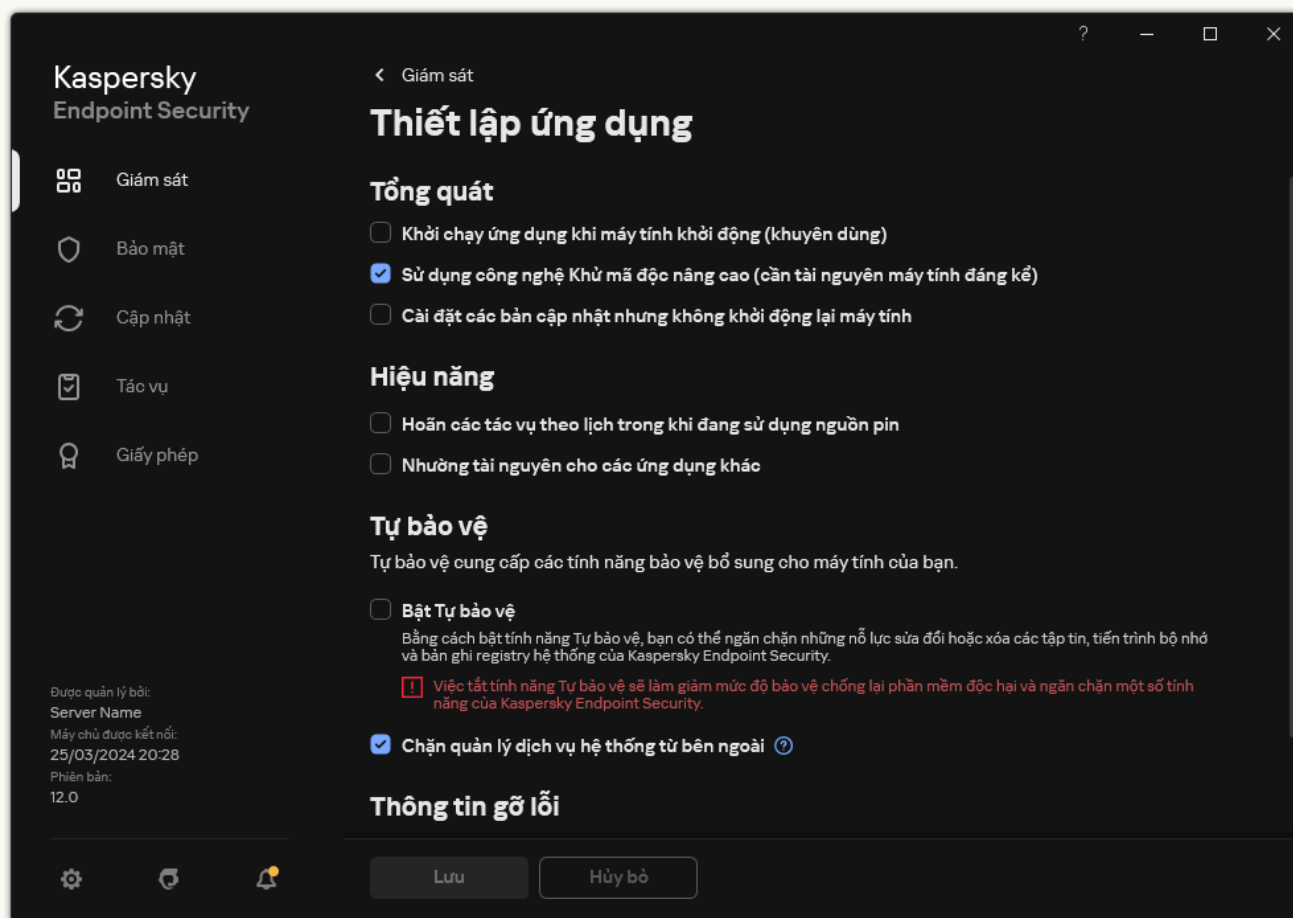 ?
Kaspersky
Endpoint Security
Giám sát
Bảo mật
Cập nhật
Tác vụ
Giấy phép
Được quản lý bởi:
Server Name
Máy chủ được kết nối:
25/03/2024 20:28
Phiên bản:
12.0
Giám sát
Thiết lập ứng dụng
Tổng quát
Khởi chạy ứng dụng khi máy tính khởi động (khuyên dùng)
Sử dụng công nghệ Khử mã độc nâng cao (cần tài nguyên máy tính đáng kể)
Cài đặt các bản cập nhật nhưng không khởi động lại máy tính
Hiệu năng
Hoãn các tác vụ theo lịch trong khi đang sử dụng nguồn pin
Nhường tài nguyên cho các ứng dụng khác
Tự bảo vệ
Tự bảo vệ cung cấp các tính năng bảo vệ bổ sung cho máy tính của bạn.
Bật Tự bảo vệ
Bằng cách bật tính năng Tự bảo vệ, bạn có thể ngăn chặn những nỗ lực sửa đổi hoặc xóa các tập tin, tiến trình bộ nhớ
và bản ghi registry hệ thống của Kaspersky Endpoint Security.
Việc tắt tính năng Tự bảo vệ sẽ làm giảm mức độ bảo vệ chống lại phần mềm độc hại và ngăn chặn một số tính
năng của Kaspersky Endpoint Security.
Chặn quản lý dịch vụ hệ thống từ bên ngoài ?
Thông tin gỡ lỗi
Lưu
Hủy bỏ